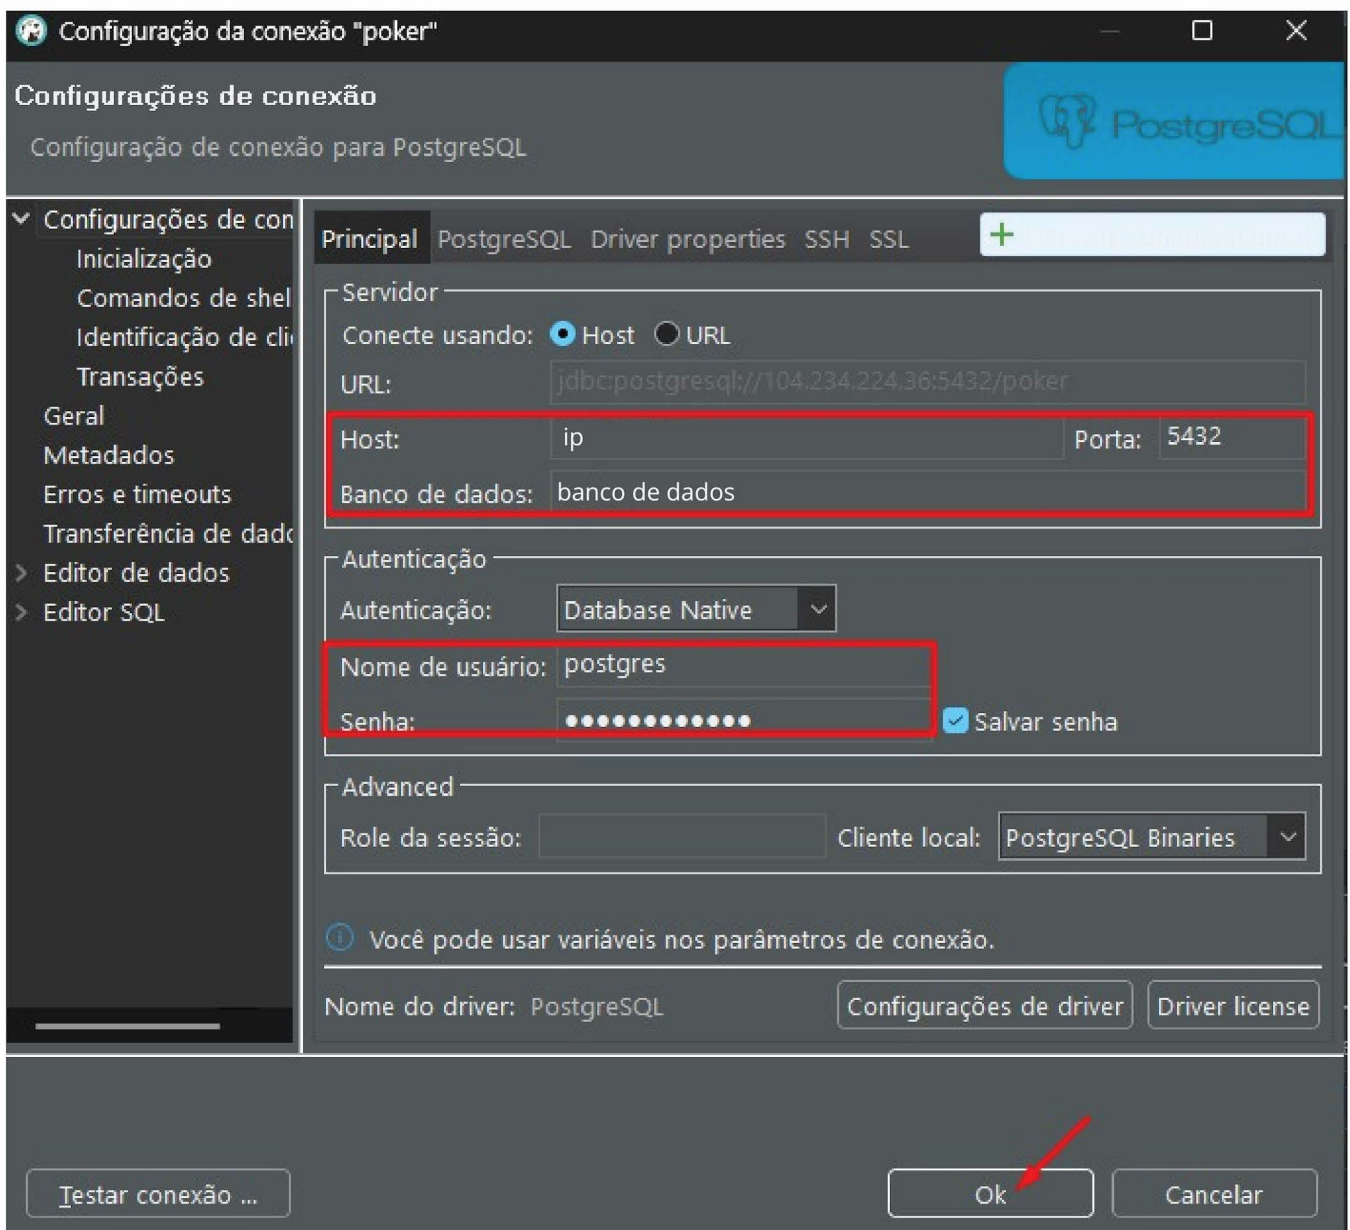 Configuração da conexão "poker"
Configurações de conexão
Configuração de conexão para PostgreSQL
PostgreSQL
Configurações de con
Inicialização
Comandos de shel
Identificação de cli
Transações
Geral
Metadados
Erros e timeouts
Transferência de dado
Editor de dados
Editor SQL
Principal PostgreSQL Driver properties SSH SSL
Servidor
Conecte usando: Host URL
URL: jdbc:postgresql://104.234.224.36:5432/poker
Host: ip Porta: 5432
Banco de dados: banco de dados
Autenticação
Autenticação: Database Native
Nome de usuário: postgres
Senha: ●●●●●●●●●●●● Salvar senha
Advanced
Role da sessão: Cliente local: PostgreSQL Binaries
Você pode usar variáveis nos parâmetros de conexão.
Nome do driver: PostgreSQL Configurações de driver Driver license
Testar conexão ... Ok Cancelar